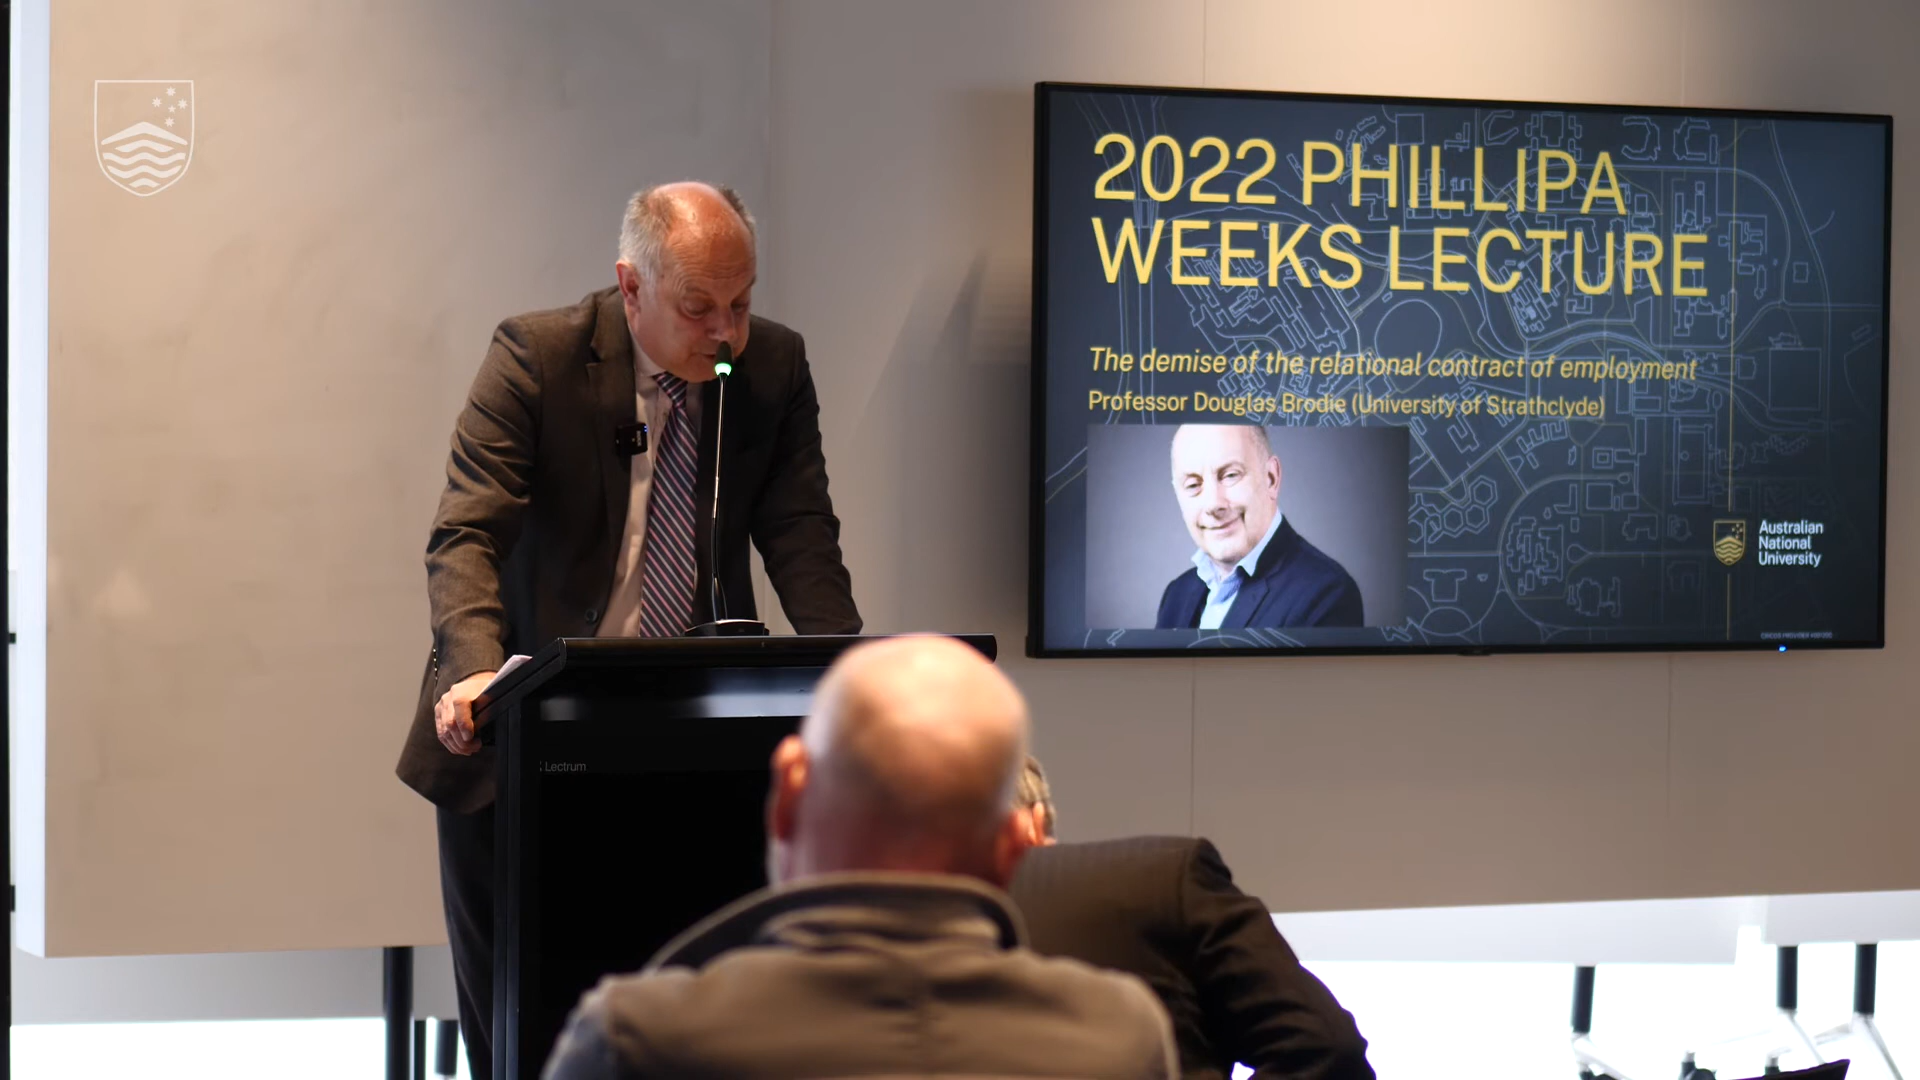 2022 PHILLIPA
WEEKS LECTURE
The demise of the relational contract of employment
Professor Douglas Brodie (University of Strathclyde)
Australian
National
University
Lectrum